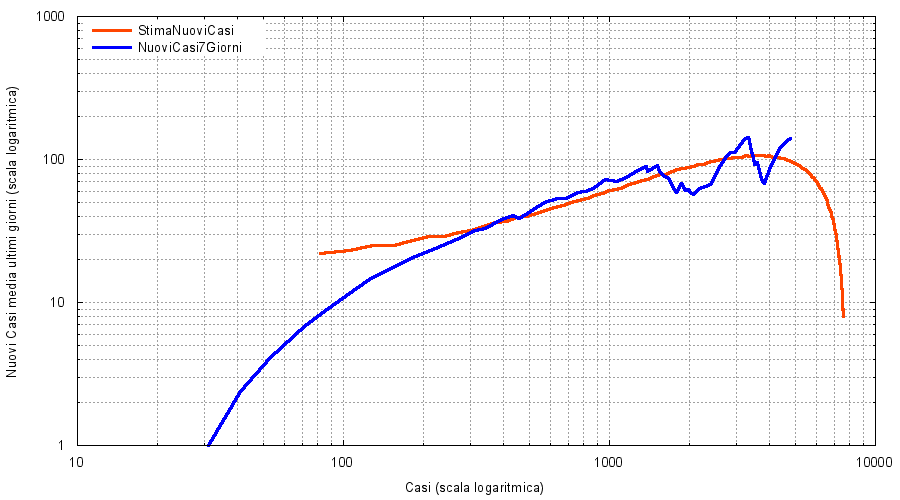 1000
StimaNuoviCasi
NuoviCasi7Giorni
100
10
1
10
100
1000
10000
Nuovi Casi media ultimi giorni (scala logaritmica)
Casi (scala logaritmica)